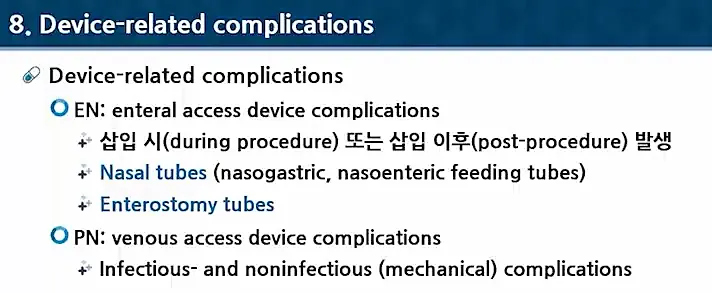 8. Device-related complications
Device-related complications
EN: enteral access device complications
삽입 시(during procedure) 또는 삽입 이후(post-procedure) 발생
Nasal tubes (nasogastric, nasoenteric feeding tubes)
Enterostomy tubes
PN: venous access device complications
Infectious- and noninfectious (mechanical) complications